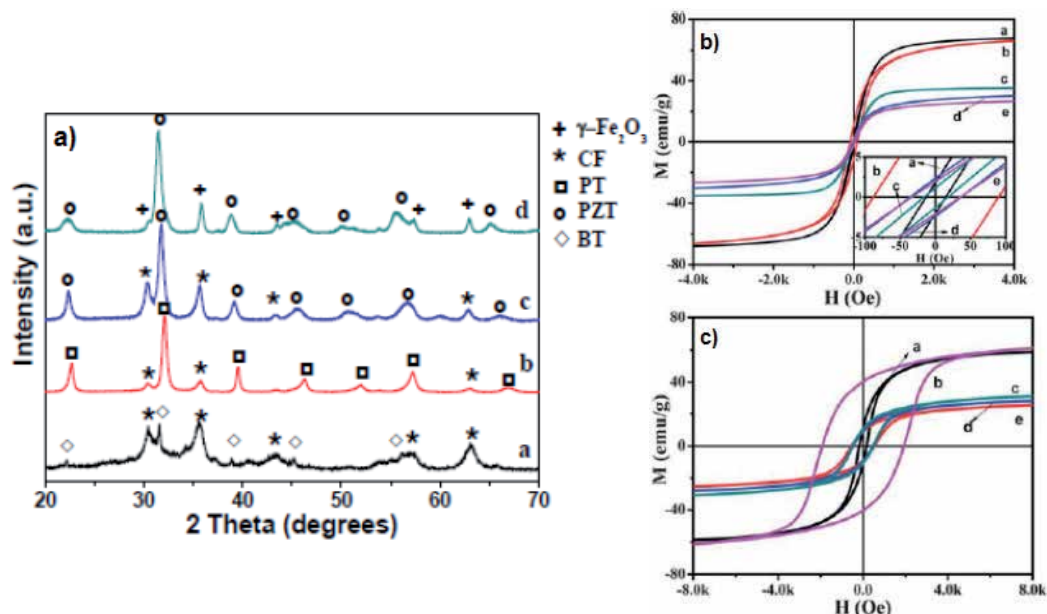 a)
Intensity (a.u.)
+ γ–Fe₂O₃
* CF
PT
PZT
◇ BT
d
c
b
a
20 30 40 50 60 70
2 Theta (degrees)
b)
M (emu/g)
80
40
0
-40
-80
a
b
c
d
e
5
0
5
a
b
c
e
d
-100 -50 0 50 100
H (Oe)
-4.0k -2.0k 0.0 2.0k 4.0k
H (Oe)
c)
M (emu/g)
80
40
0
-40
-80
a
b
c
d
e
-8.0k -4.0k 0.0 4.0k 8.0k
H (Oe)